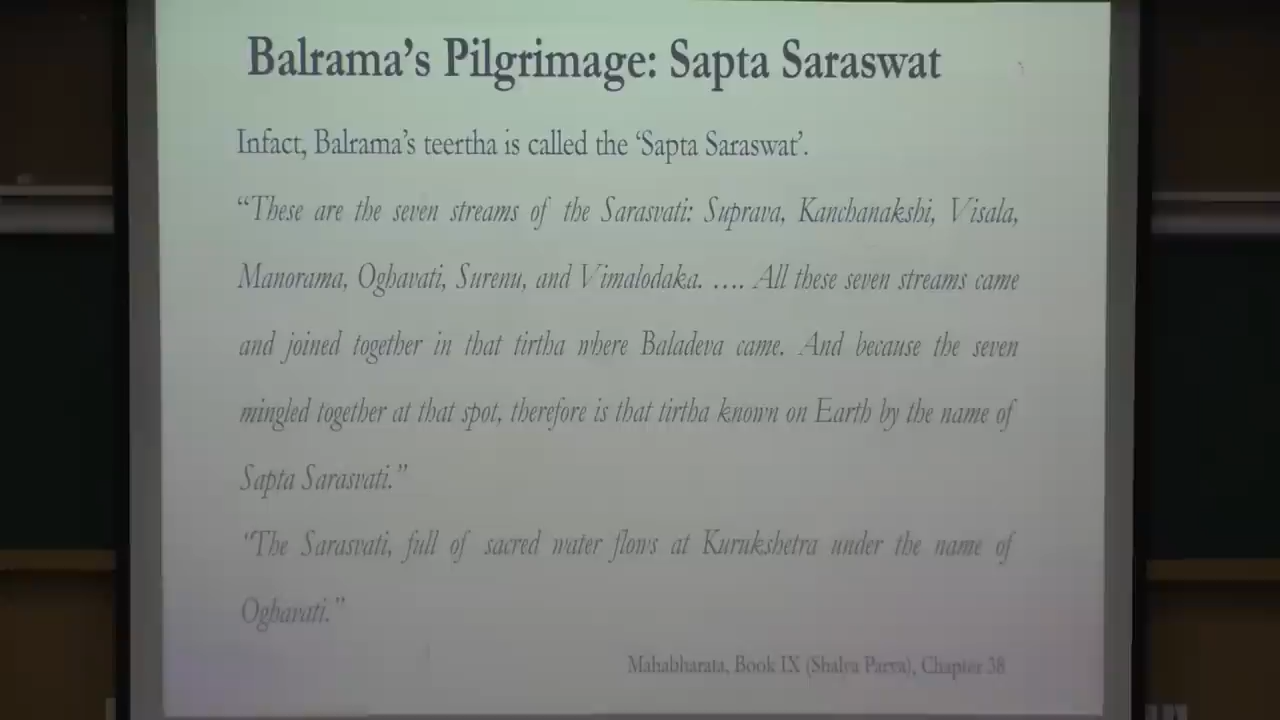 Balrama's Pilgrimage: Sapta Saraswat
Infact, Balrama's teertha is called the 'Sapta Saraswat'.
"These are the seven streams of the Sarasvati: Suprava, Kanchanakshi, Visala,
Manorama, Oghavati, Surenu, and Vimalodaka. .... All these seven streams came
and joined together in that tirtha where Baladeva came. And because the seven
mingled together at that spot, therefore is that tirtha known on Earth by the name of
Sapta Sarasvati."
"The Sarasvati, full of sacred water flows at Kurukshetra under the name of
Oghavati."
Mahabharata, Book IX (Shalya Parva), Chapter 38